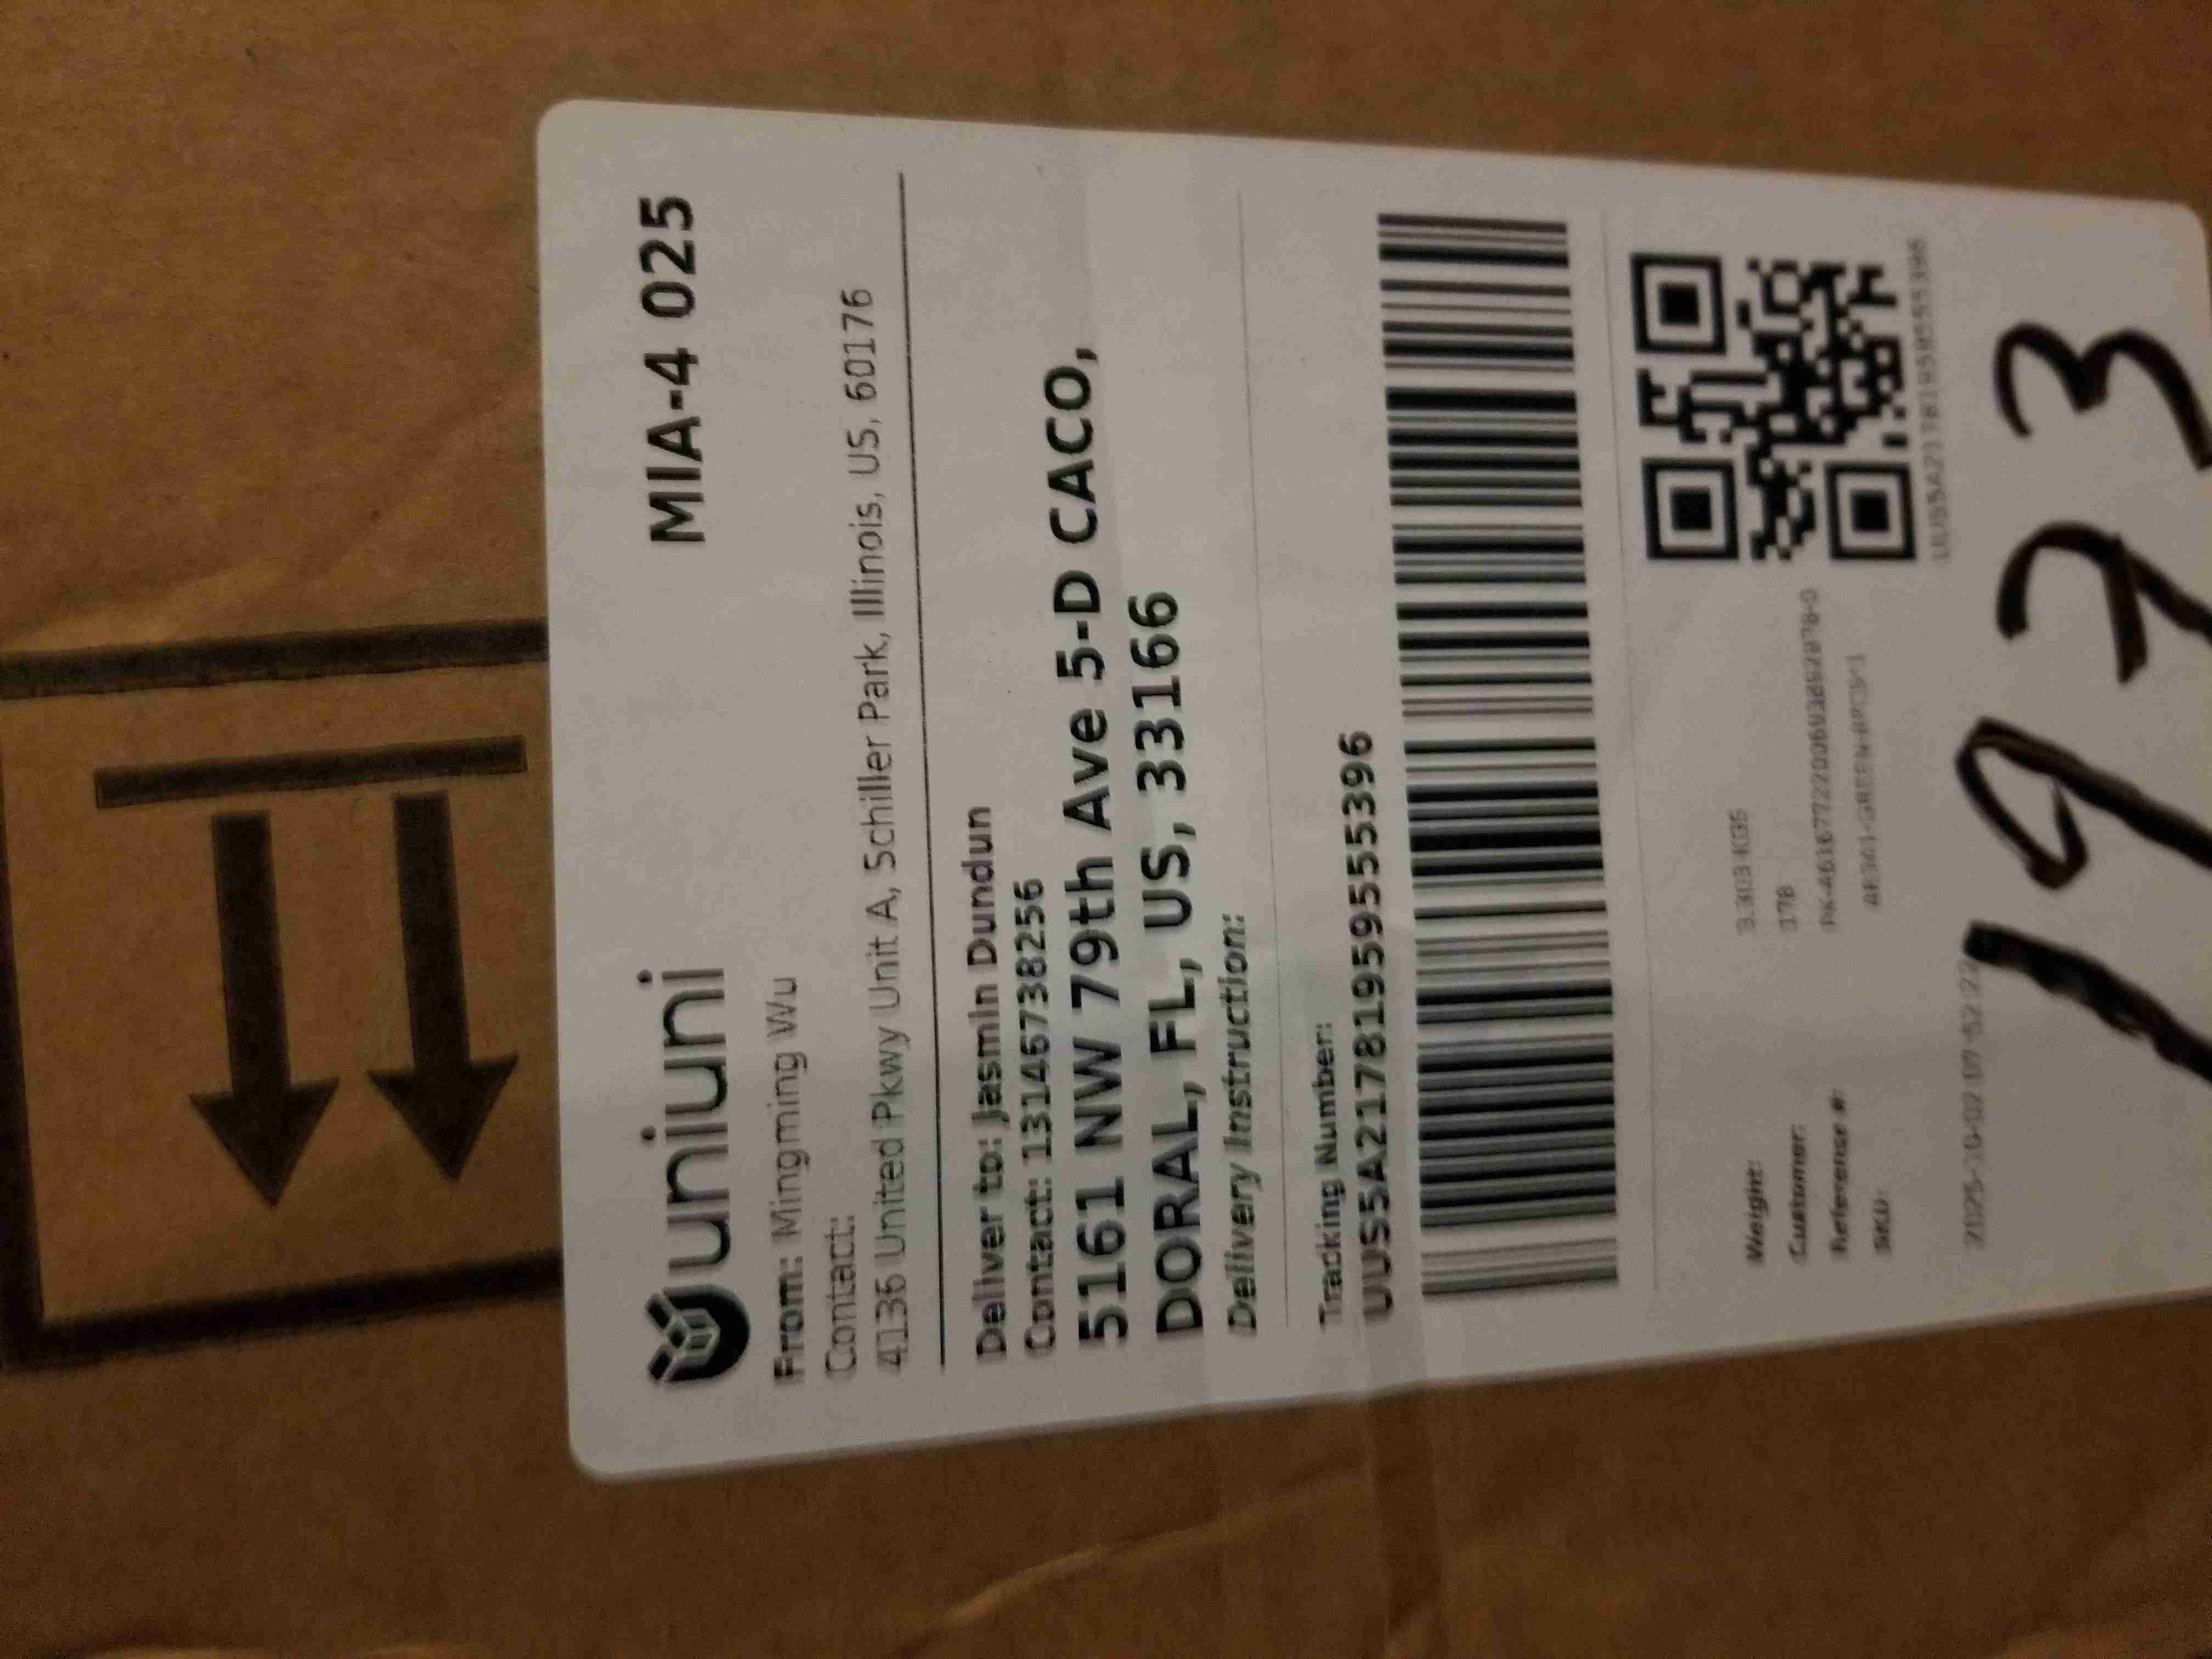 uniuni
MIA-4 025
From: Mingming Wu
Contact:
4136 United Pkwy Unit A, Schiller Park, Illinois, US, 60176
Deliver to: Jasmin Dundun
Contact: 13146738256
5161 NW 79th Ave 5-D CACO,
DORAL, FL, US, 33166
Delivery Instruction:
Tracking Number:
UUS5A2178195955396
Weight: 3.303 KGS
Customer: 178
Reference #:
SKU:
UUS5A2178195955396
1973